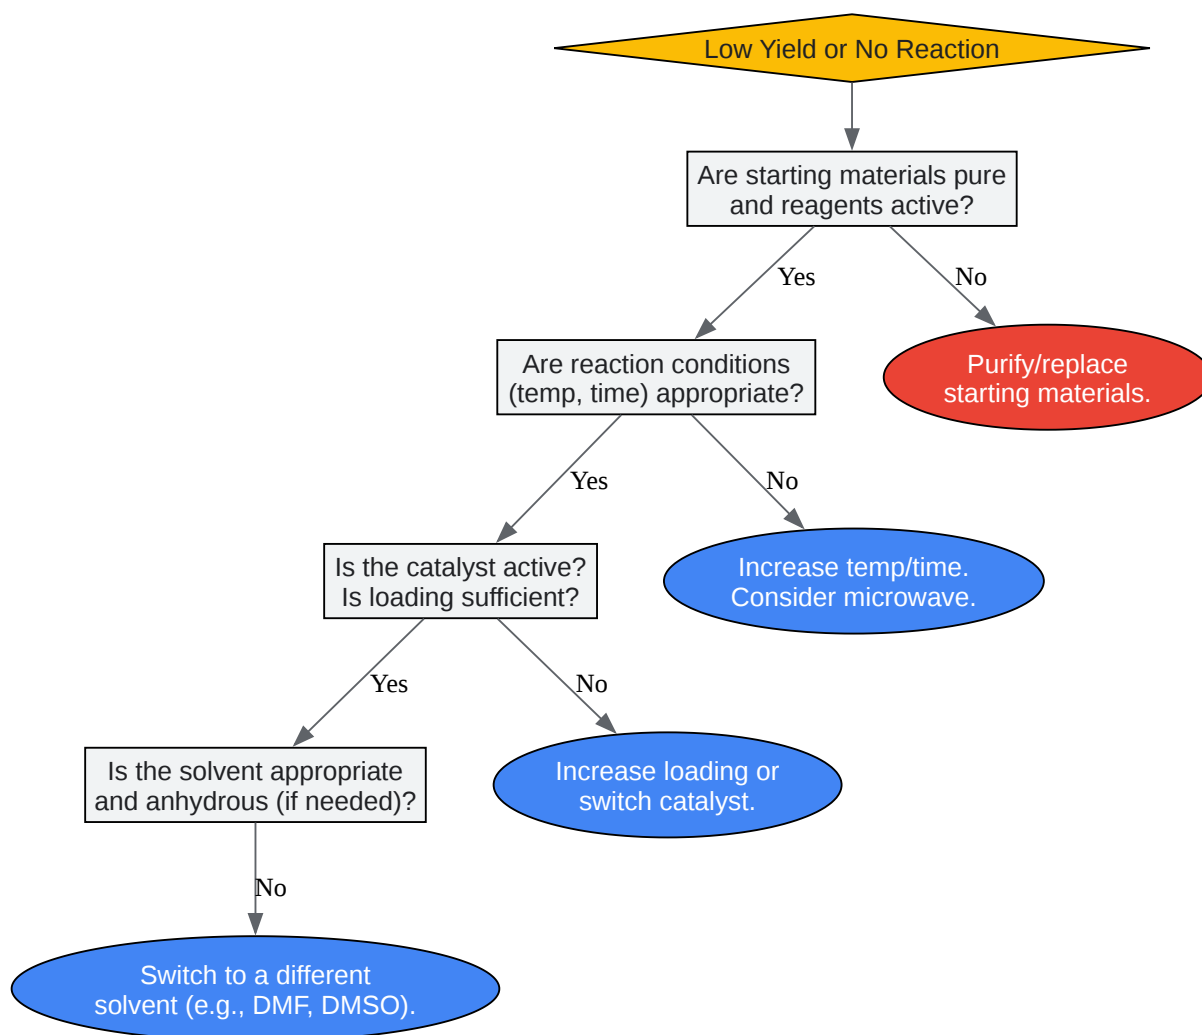 Low Yield or No Reaction
Are starting materials pure
and reagents active?
Yes
No
Are reaction conditions
(temp, time) appropriate?
Purify/replace
starting materials.
Yes
No
Is the catalyst active?
Is loading sufficient?
Increase temp/time.
Consider microwave.
Yes
No
Is the solvent appropriate
and anhydrous (if needed)?
Increase loading or
switch catalyst.
No
Switch to a different
solvent (e.g., DMF, DMSO).